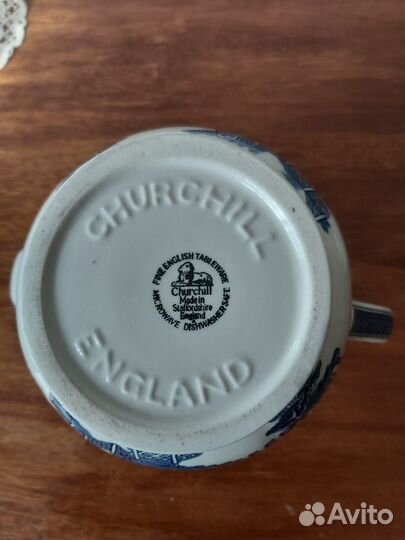 CHURCHILL
FINE ENGLISH TABLEWARE
Churchill
Made in
Staffordshire
England
MICROWAVE DISHWASHER SAFE
ENGLAND
Avito